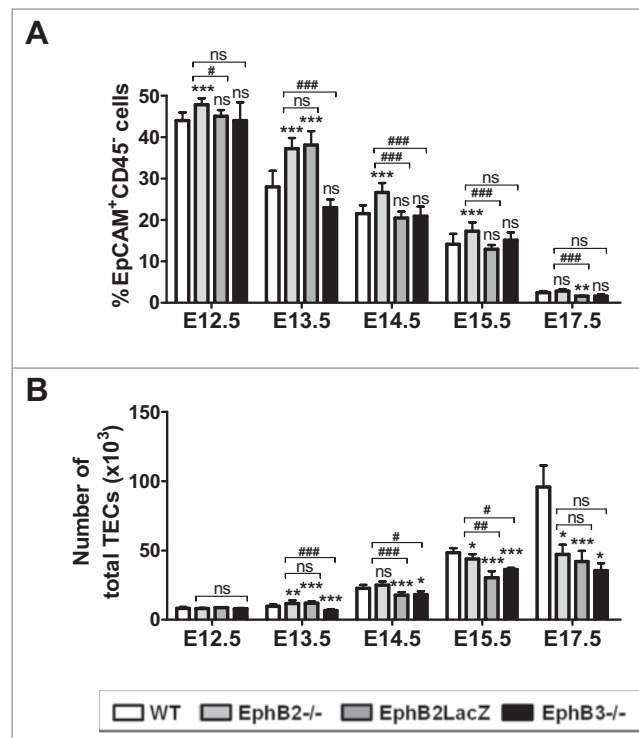 A
% EpCAM⁺CD45⁻ cells
50
40
30
20
10
0
ns
#
*** ns ns
###
ns
*** *** ns
###
###
*** ns ns
ns
###
*** ns ns
ns
###
ns ** ns
E12.5 E13.5 E14.5 E15.5 E17.5
B
Number of
total TECs (x10³)
150
100
50
0
ns
###
ns
** *** ***
#
###
ns *** *
#
##
* *** ***
ns
ns
* *** *
E12.5 E13.5 E14.5 E15.5 E17.5
WT EphB2-/- EphB2LacZ EphB3-/-